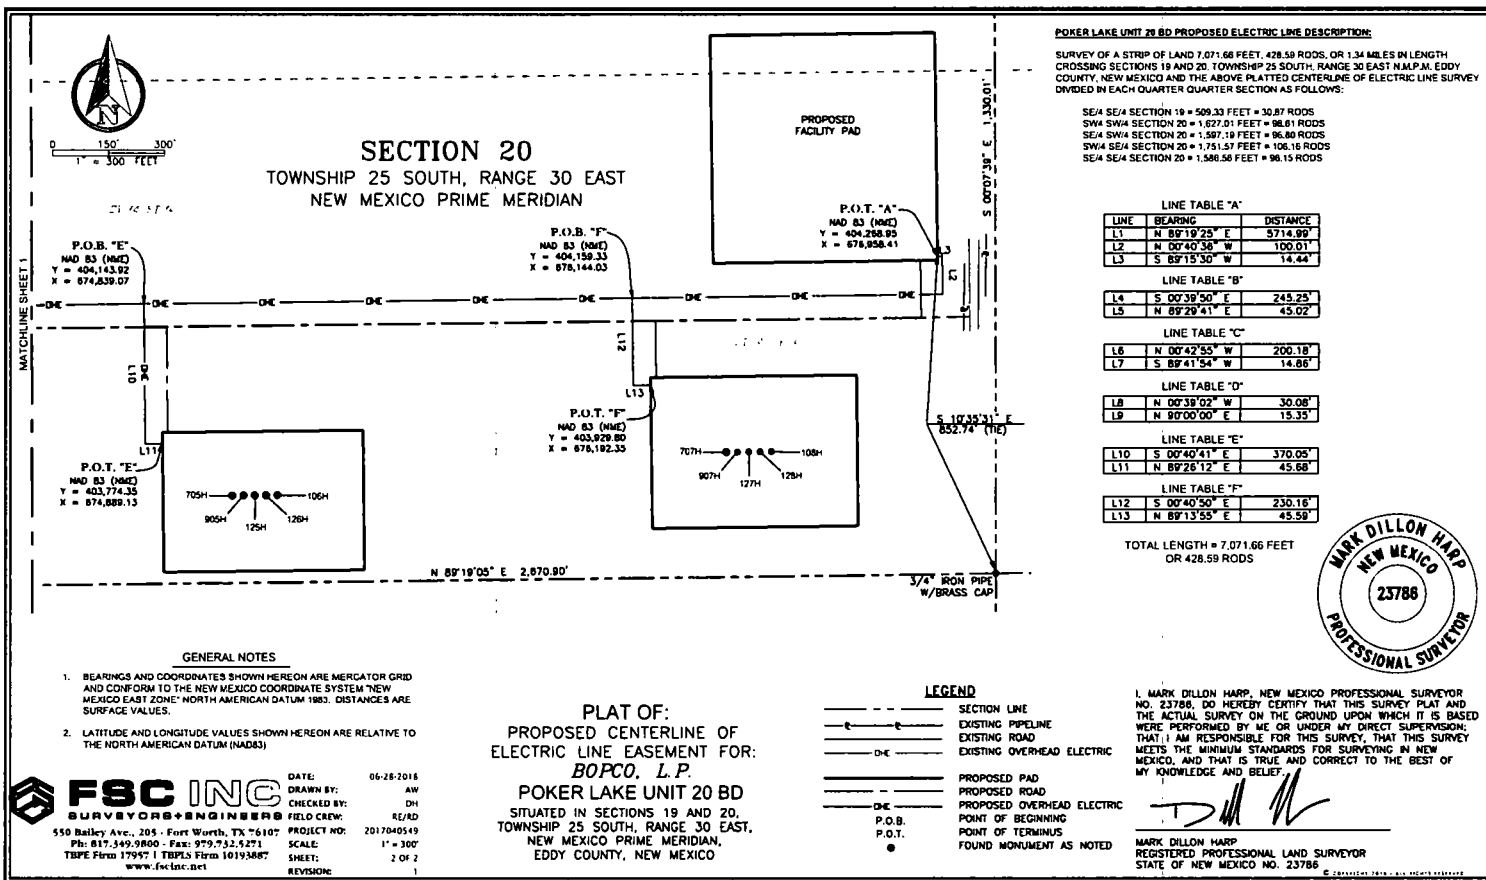 POKER LAKE UNIT 20 BD PROPOSED ELECTRIC LINE DESCRIPTION:
SURVEY OF A STRIP OF LAND 7,071.66 FEET, 428.59 RODS, OR 1.34 MILES IN LENGTH
CROSSING SECTIONS 19 AND 20, TOWNSHIP 25 SOUTH, RANGE 30 EAST N.M.P.M. EDDY
COUNTY, NEW MEXICO AND THE ABOVE PLATTED CENTERLINE OF ELECTRIC LINE SURVEY
DIVIDED IN EACH QUARTER QUARTER SECTION AS FOLLOWS:
SE/4 SE/4 SECTION 19 = 509.33 FEET = 30.87 RODS
SW/4 SW/4 SECTION 20 = 1,627.01 FEET = 98.61 RODS
SE/4 SW/4 SECTION 20 = 1,597.19 FEET = 96.80 RODS
SW/4 SE/4 SECTION 20 = 1,751.57 FEET = 106.16 RODS
SE/4 SE/4 SECTION 20 = 1,586.56 FEET = 96.15 RODS
N
0 150' 300'
1" = 300 FEET
SECTION 20
TOWNSHIP 25 SOUTH, RANGE 30 EAST
NEW MEXICO PRIME MERIDIAN
PROPOSED
FACILITY PAD
S 00°07'39" E 1,330.01'
MATCHLINE SHEET 1
P.O.B. "E"
NAD 83 (NME)
Y = 404,143.92
X = 674,839.07
P.O.B. "F"
NAD 83 (NME)
Y = 404,159.33
X = 676,144.03
P.O.T. "A"
NAD 83 (NME)
Y = 404,268.95
X = 676,958.41
L3
L2
OHE OHE OHE OHE OHE OHE OHE OHE OHE
OHE
L10
L12
L13
L11
P.O.T. "F"
NAD 83 (NME)
Y = 403,929.80
X = 676,192.35
P.O.T. "E"
NAD 83 (NME)
Y = 403,774.35
X = 674,889.13
705H 106H
905H 126H
125H
707H 108H
907H 128H
127H
S 10°35'31" E
852.74' (TIE)
N 89°19'05" E 2,670.90'
3/4" IRON PIPE
W/BRASS CAP
LINE TABLE "A"
LINE BEARING DISTANCE
L1 N 89°19'25" E 5714.99'
L2 N 00°40'36" W 100.01'
L3 S 89°15'30" W 14.44'
LINE TABLE "B"
L4 S 00°39'50" E 245.25'
L5 N 89°29'41" E 45.02'
LINE TABLE "C"
L6 N 00°42'55" W 200.18'
L7 S 89°41'54" W 14.86'
LINE TABLE "D"
L8 N 00°39'02" W 30.08'
L9 N 90°00'00" E 15.35'
LINE TABLE "E"
L10 S 00°40'41" E 370.05'
L11 N 89°26'12" E 45.68'
LINE TABLE "F"
L12 S 00°40'50" E 230.16'
L13 N 89°13'55" E 45.59'
TOTAL LENGTH = 7,071.66 FEET
OR 428.59 RODS
MARK DILLON HARP
NEW MEXICO
23786
PROFESSIONAL SURVEYOR
GENERAL NOTES
1. BEARINGS AND COORDINATES SHOWN HEREON ARE MERCATOR GRID
AND CONFORM TO THE NEW MEXICO COORDINATE SYSTEM "NEW
MEXICO EAST ZONE" NORTH AMERICAN DATUM 1983. DISTANCES ARE
SURFACE VALUES.
2. LATITUDE AND LONGITUDE VALUES SHOWN HEREON ARE RELATIVE TO
THE NORTH AMERICAN DATUM (NAD83)
FSC INC
SURVEYORS+ENGINEERS
550 Bailey Ave., 205 - Fort Worth, TX 76107
Ph: 817.349.9800 - Fax: 979.732.5271
TBPE Firm 17957 | TBPLS Firm 10193887
www.fscinc.net
DATE: 06-28-2018
DRAWN BY: AW
CHECKED BY: DH
FIELD CREW: RE/RD
PROJECT NO: 2017040549
SCALE: 1" = 300'
SHEET: 2 OF 2
REVISION: 1
PLAT OF:
PROPOSED CENTERLINE OF
ELECTRIC LINE EASEMENT FOR:
BOPCO, L.P.
POKER LAKE UNIT 20 BD
SITUATED IN SECTIONS 19 AND 20,
TOWNSHIP 25 SOUTH, RANGE 30 EAST,
NEW MEXICO PRIME MERIDIAN,
EDDY COUNTY, NEW MEXICO
LEGEND
SECTION LINE
EXISTING PIPELINE
EXISTING ROAD
OHE EXISTING OVERHEAD ELECTRIC
PROPOSED PAD
PROPOSED ROAD
OHE PROPOSED OVERHEAD ELECTRIC
P.O.B. POINT OF BEGINNING
P.O.T. POINT OF TERMINUS
FOUND MONUMENT AS NOTED
I, MARK DILLON HARP, NEW MEXICO PROFESSIONAL SURVEYOR
NO. 23786, DO HEREBY CERTIFY THAT THIS SURVEY PLAT AND
THE ACTUAL SURVEY ON THE GROUND UPON WHICH IT IS BASED
WERE PERFORMED BY ME OR UNDER MY DIRECT SUPERVISION;
THAT I AM RESPONSIBLE FOR THIS SURVEY, THAT THIS SURVEY
MEETS THE MINIMUM STANDARDS FOR SURVEYING IN NEW
MEXICO, AND THAT IS TRUE AND CORRECT TO THE BEST OF
MY KNOWLEDGE AND BELIEF.
MARK DILLON HARP
REGISTERED PROFESSIONAL LAND SURVEYOR
STATE OF NEW MEXICO NO. 23786